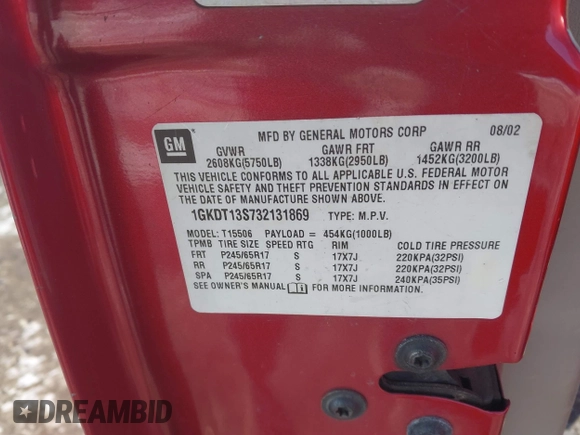 GM
MFD BY GENERAL MOTORS CORP 08/02
GVWR GAWR FRT GAWR RR
2608KG(5750LB) 1338KG(2950LB) 1452KG(3200LB)
THIS VEHICLE CONFORMS TO ALL APPLICABLE U.S. FEDERAL MOTOR
VEHICLE SAFETY AND THEFT PREVENTION STANDARDS IN EFFECT ON
THE DATE OF MANUFACTURE SHOWN ABOVE.
1GKDT13S732131869 TYPE: M.P.V.
MODEL: T15506 PAYLOAD = 454KG(1000LB)
TPMB TIRE SIZE SPEED RTG RIM COLD TIRE PRESSURE
FRT P245/65R17 S 17X7J 220KPA(32PSI)
RR P245/65R17 S 17X7J 220KPA(32PSI)
SPA P245/65R17 S 17X7J 240KPA(35PSI)
SEE OWNER'S MANUAL FOR MORE INFORMATION.
DREAMBID